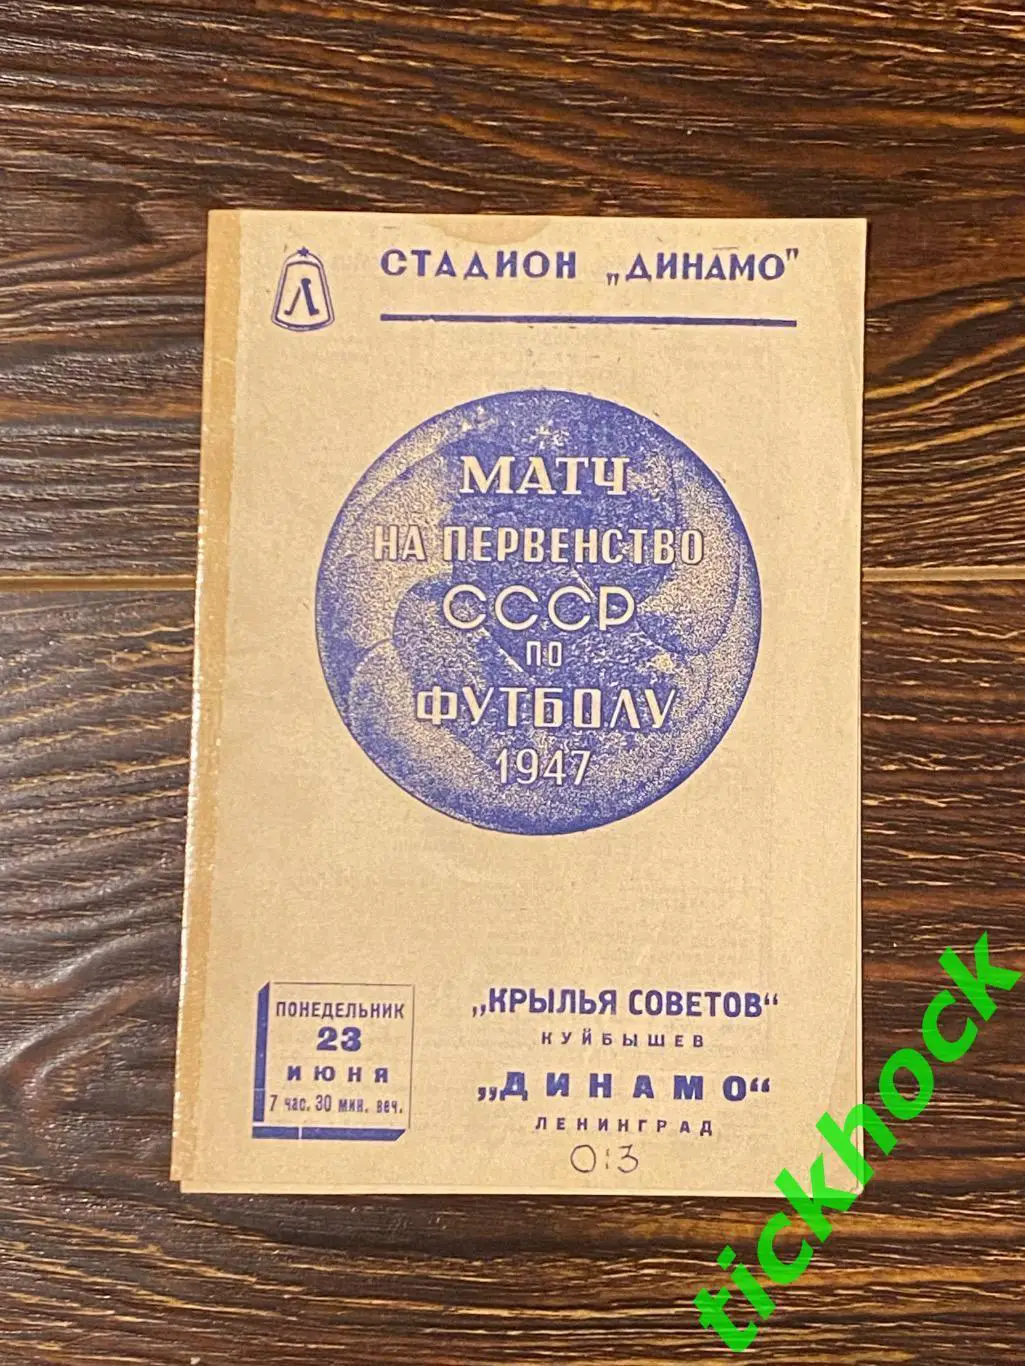 Л
СТАДИОН „ДИНАМО"
МАТЧ
НА ПЕРВЕНСТВО
СССР
ПО
ФУТБОЛУ
1947
ПОНЕДЕЛЬНИК
23
ИЮНЯ
7 час. 30 мин. веч.
„КРЫЛЬЯ СОВЕТОВ"
КУЙБЫШЕВ
„ДИНАМО"
ЛЕНИНГРАД
0:3
tickhock